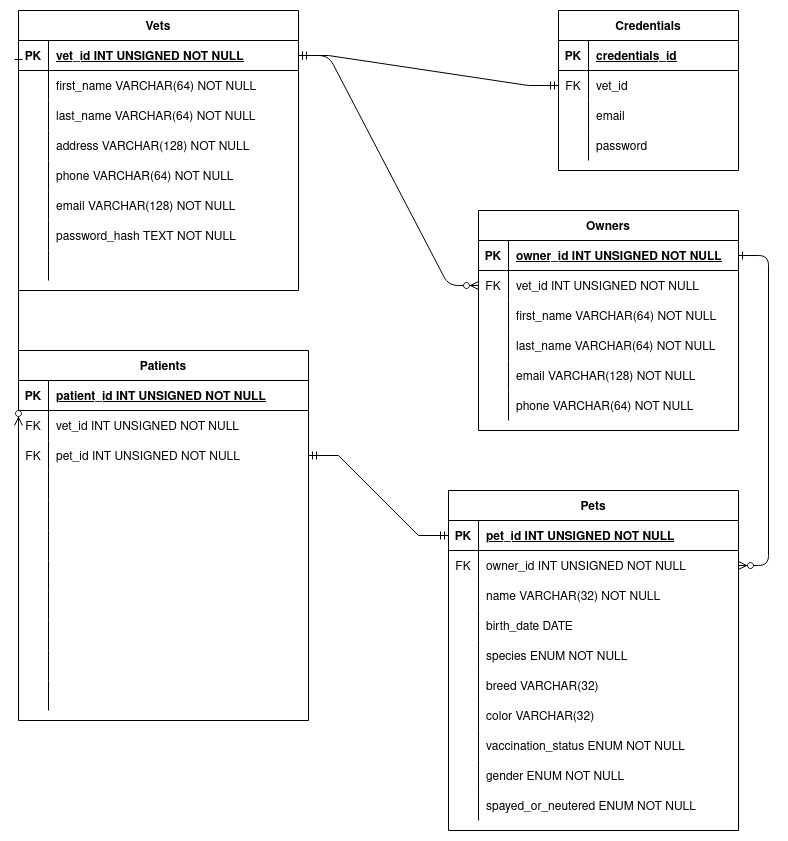 Vets
PK vet_id INT UNSIGNED NOT NULL
first_name VARCHAR(64) NOT NULL
last_name VARCHAR(64) NOT NULL
address VARCHAR(128) NOT NULL
phone VARCHAR(64) NOT NULL
email VARCHAR(128) NOT NULL
password_hash TEXT NOT NULL
Credentials
PK credentials_id
FK vet_id
email
password
Owners
PK owner_id INT UNSIGNED NOT NULL
FK vet_id INT UNSIGNED NOT NULL
first_name VARCHAR(64) NOT NULL
last_name VARCHAR(64) NOT NULL
email VARCHAR(128) NOT NULL
phone VARCHAR(64) NOT NULL
Patients
PK patient_id INT UNSIGNED NOT NULL
FK vet_id INT UNSIGNED NOT NULL
FK pet_id INT UNSIGNED NOT NULL
Pets
PK pet_id INT UNSIGNED NOT NULL
FK owner_id INT UNSIGNED NOT NULL
name VARCHAR(32) NOT NULL
birth_date DATE
species ENUM NOT NULL
breed VARCHAR(32)
color VARCHAR(32)
vaccination_status ENUM NOT NULL
gender ENUM NOT NULL
spayed_or_neutered ENUM NOT NULL